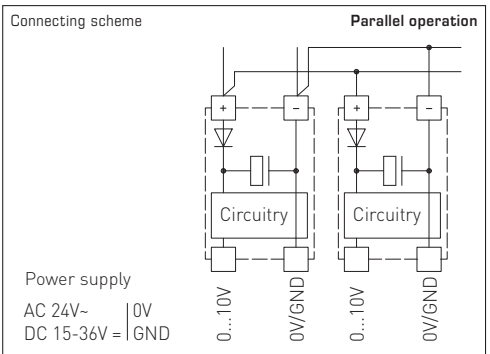 Connecting scheme
Parallel operation
+ − + −
Circuitry Circuitry
Power supply
AC 24V~ 0V
DC 15-36V = GND
0...10V
0V/GND
0...10V
0V/GND